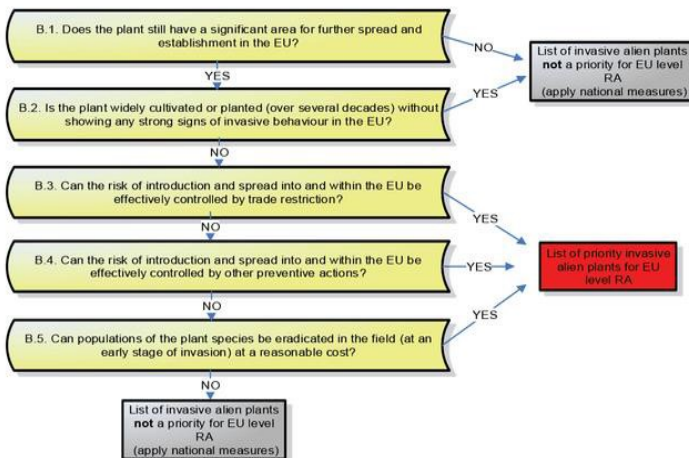 B.1. Does the plant still have a significant area for further spread and
establishment in the EU?
NO
List of invasive alien plants
not a priority for EU level
RA
(apply national measures)
YES
B.2. Is the plant widely cultivated or planted (over several decades) without
showing any strong signs of invasive behaviour in the EU?
YES
NO
B.3. Can the risk of introduction and spread into and within the EU be
effectively controlled by trade restriction?
YES
NO
B.4. Can the risk of introduction and spread into and within the EU be
effectively controlled by other preventive actions?
YES
List of priority invasive
alien plants for EU
level RA
NO
B.5. Can populations of the plant species be eradicated in the field (at an
early stage of invasion) at a reasonable cost?
YES
NO
List of invasive alien plants
not a priority for EU level
RA
(apply national measures)